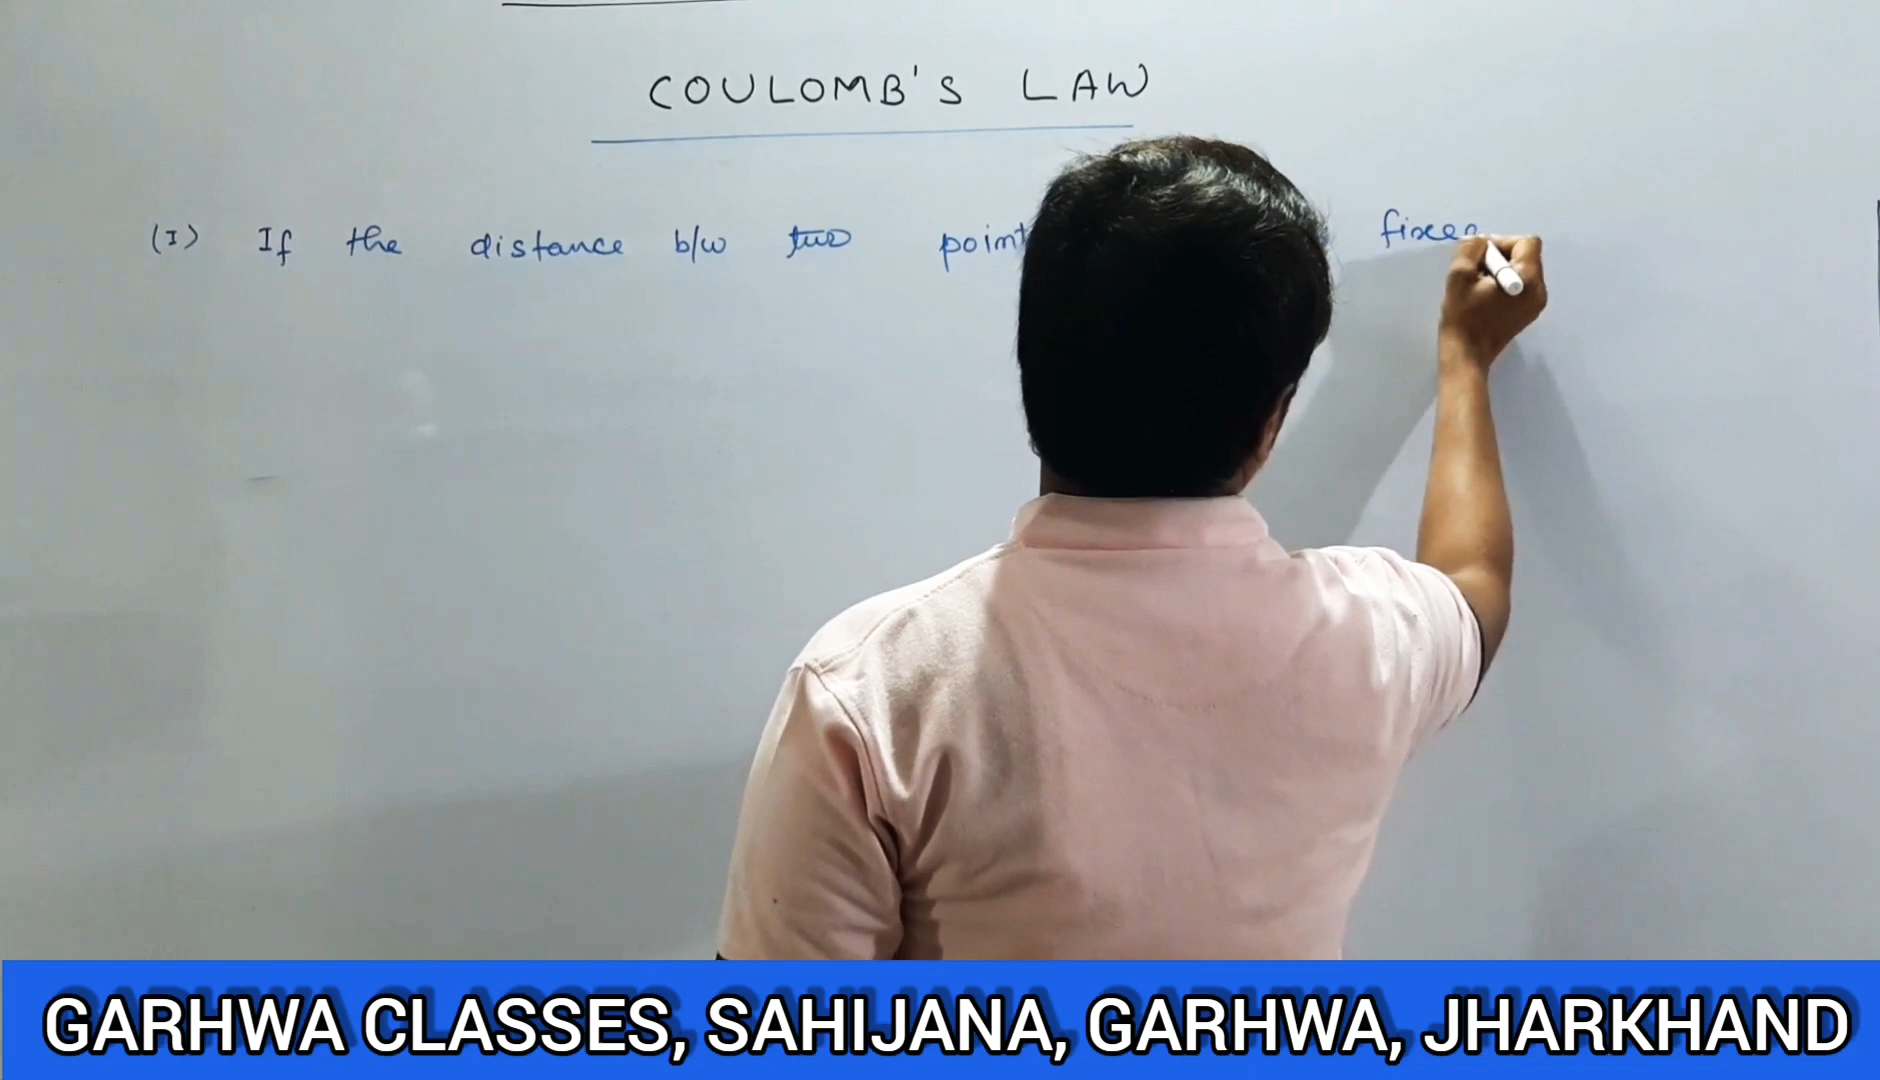 COULOMB'S LAW
(I) If the distance b/w two point fixed
GARHWA CLASSES, SAHIJANA, GARHWA, JHARKHAND